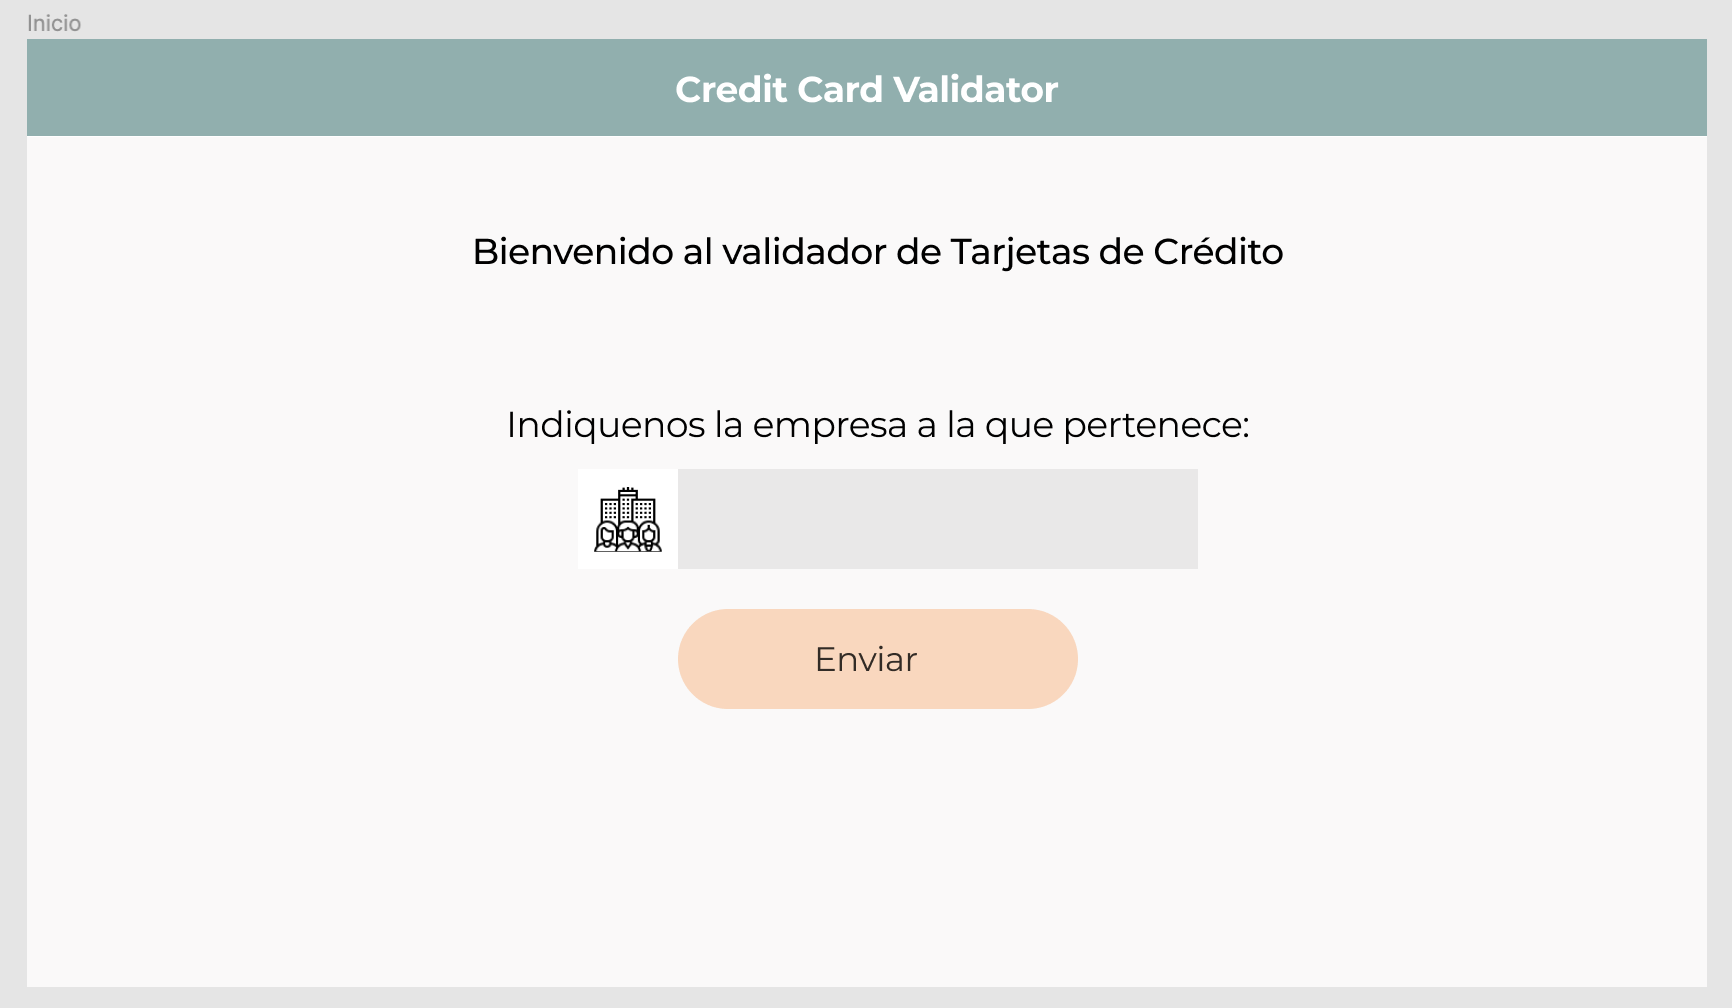 Inicio
Credit Card Validator
Bienvenido al validador de Tarjetas de Crédito
Indiquenos la empresa a la que pertenece:
Enviar